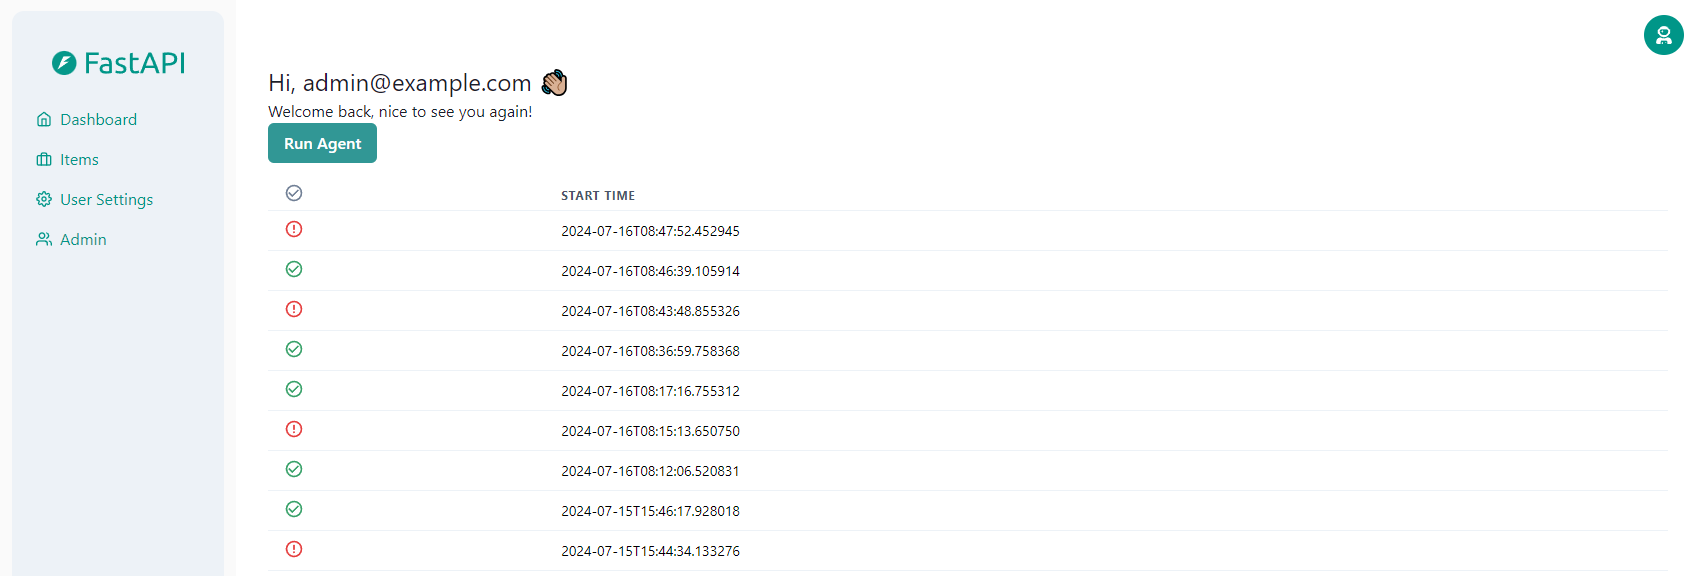 FastAPI
Dashboard
Items
User Settings
Admin
Hi, admin@example.com 👋🏼
Welcome back, nice to see you again!
Run Agent
START TIME
2024-07-16T08:47:52.452945
2024-07-16T08:46:39.105914
2024-07-16T08:43:48.855326
2024-07-16T08:36:59.758368
2024-07-16T08:17:16.755312
2024-07-16T08:15:13.650750
2024-07-16T08:12:06.520831
2024-07-15T15:46:17.928018
2024-07-15T15:44:34.133276